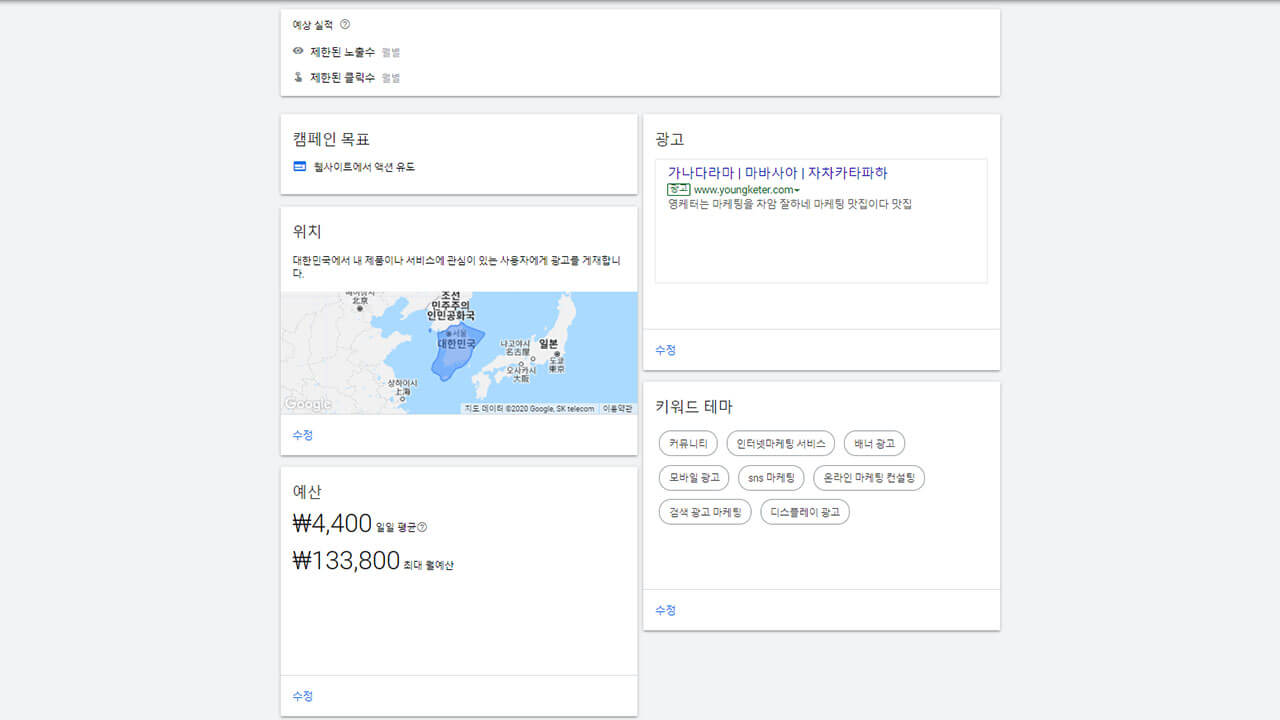 예상 실적
제한된 노출수 월별
제한된 클릭수 월별
캠페인 목표
웹사이트에서 액션 유도
위치
대한민국에서 내 제품이나 서비스에 관심이 있는 사용자에게 광고를 게재합니
다.
北京
조선
민주주의
인민공화국
서울
대한민국
나고야시
名古屋
일본
도쿄
東京
오사카시
大阪
상하이시
上海
Google
지도 데이터 ©2020 Google, SK telecom 이용약관
수정
예산
₩4,400 일일 평균
₩133,800 최대 월예산
수정
광고
가나다라마 | 마바사아 | 자차카타파하
광고 www.youngketer.com
영케터는 마케팅을 차암 잘하네 마케팅 맛집이다 맛집
수정
키워드 테마
커뮤니티 인터넷마케팅 서비스 배너 광고
모바일 광고 sns 마케팅 온라인 마케팅 컨설팅
검색 광고 마케팅 디스플레이 광고
수정